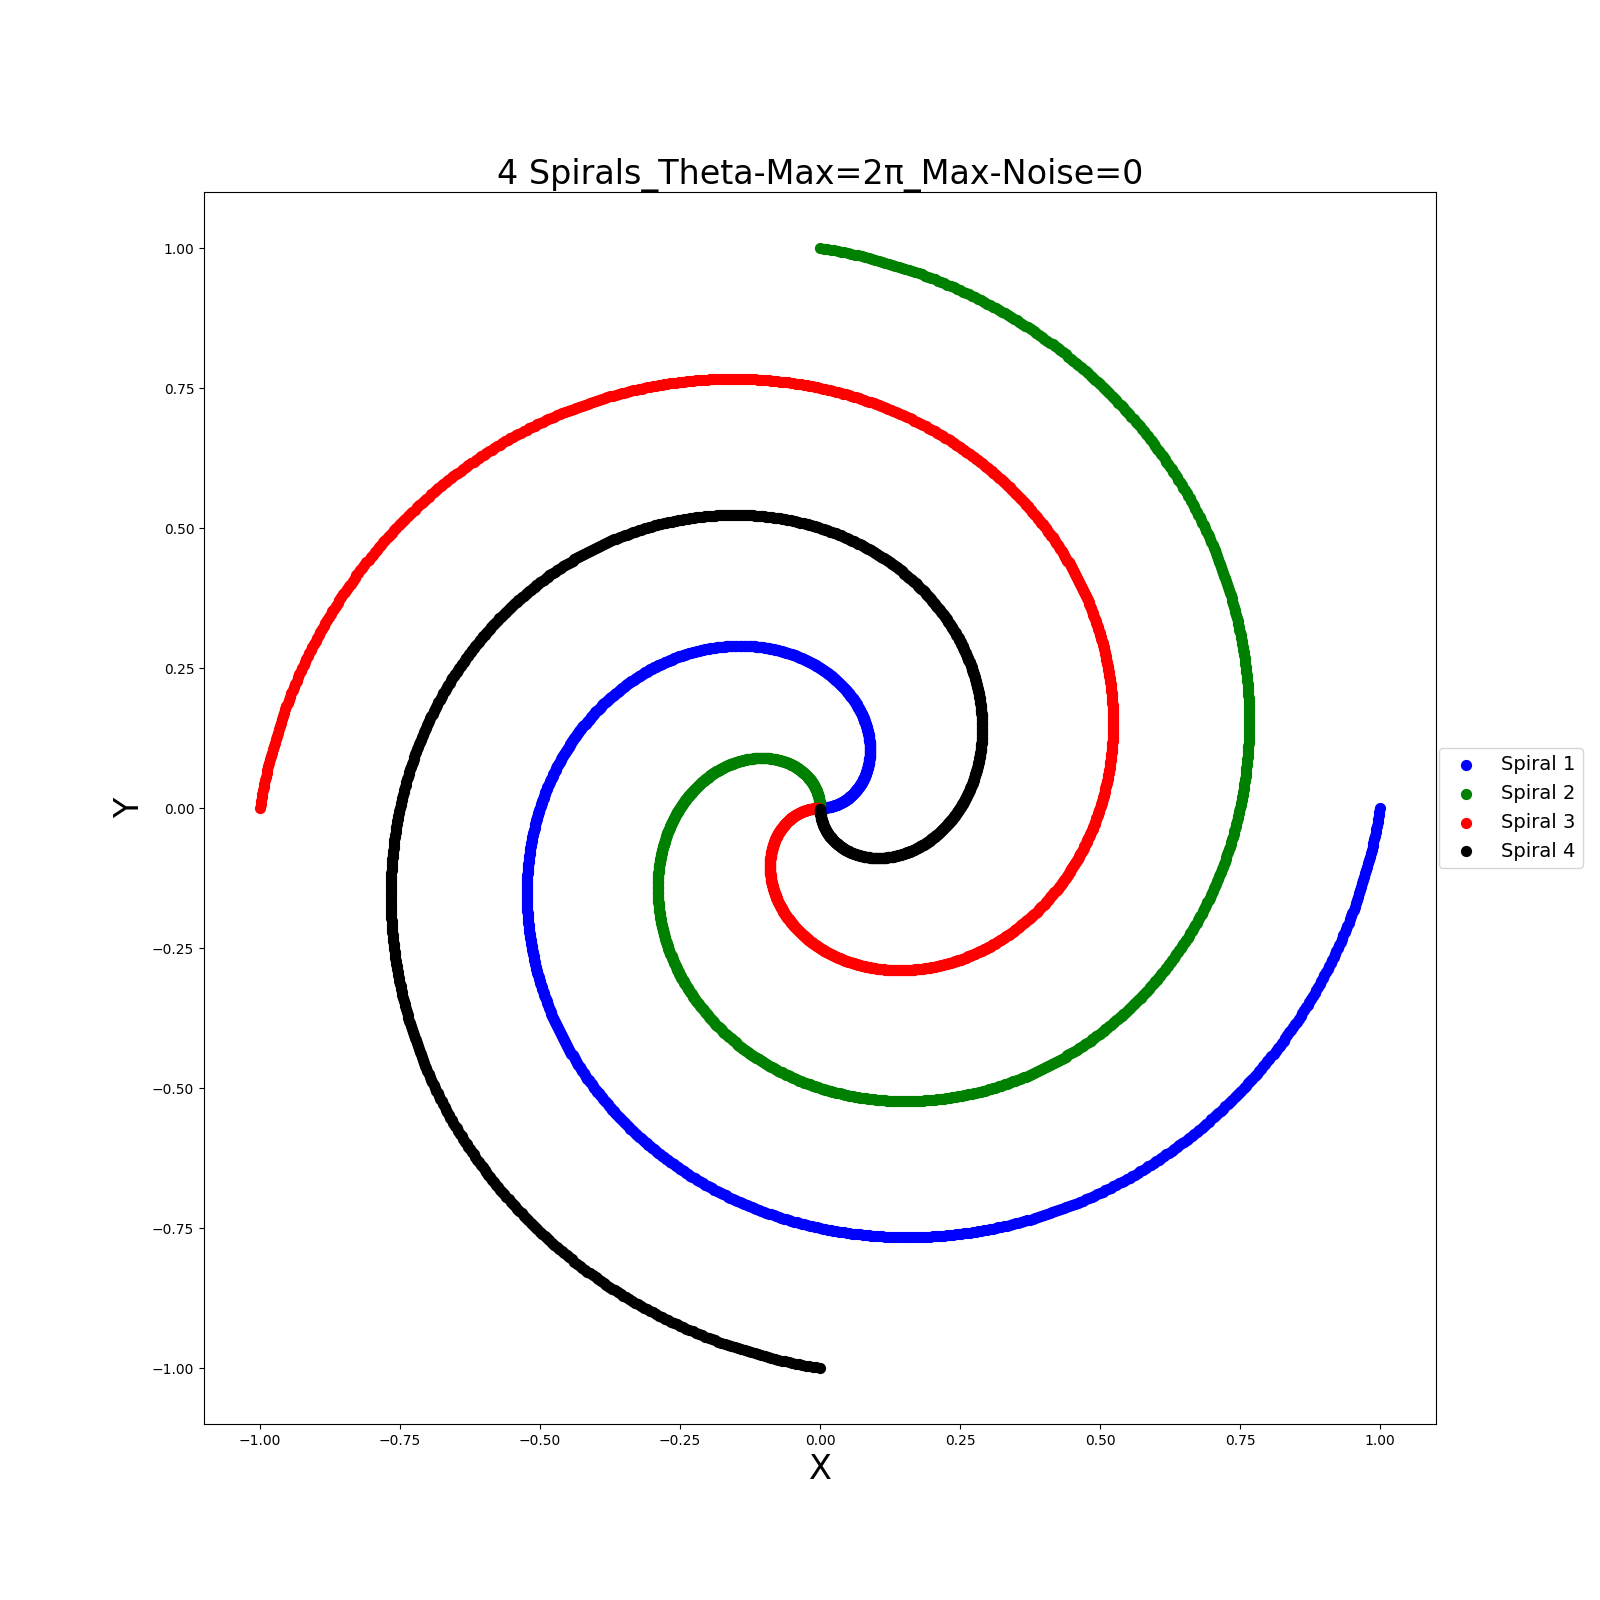 4 Spirals_Theta-Max=2π_Max-Noise=0
1.00
0.75
0.50
0.25
0.00
−0.25
−0.50
−0.75
−1.00
Y
−1.00 −0.75 −0.50 −0.25 0.00 0.25 0.50 0.75 1.00
X
Spiral 1
Spiral 2
Spiral 3
Spiral 4